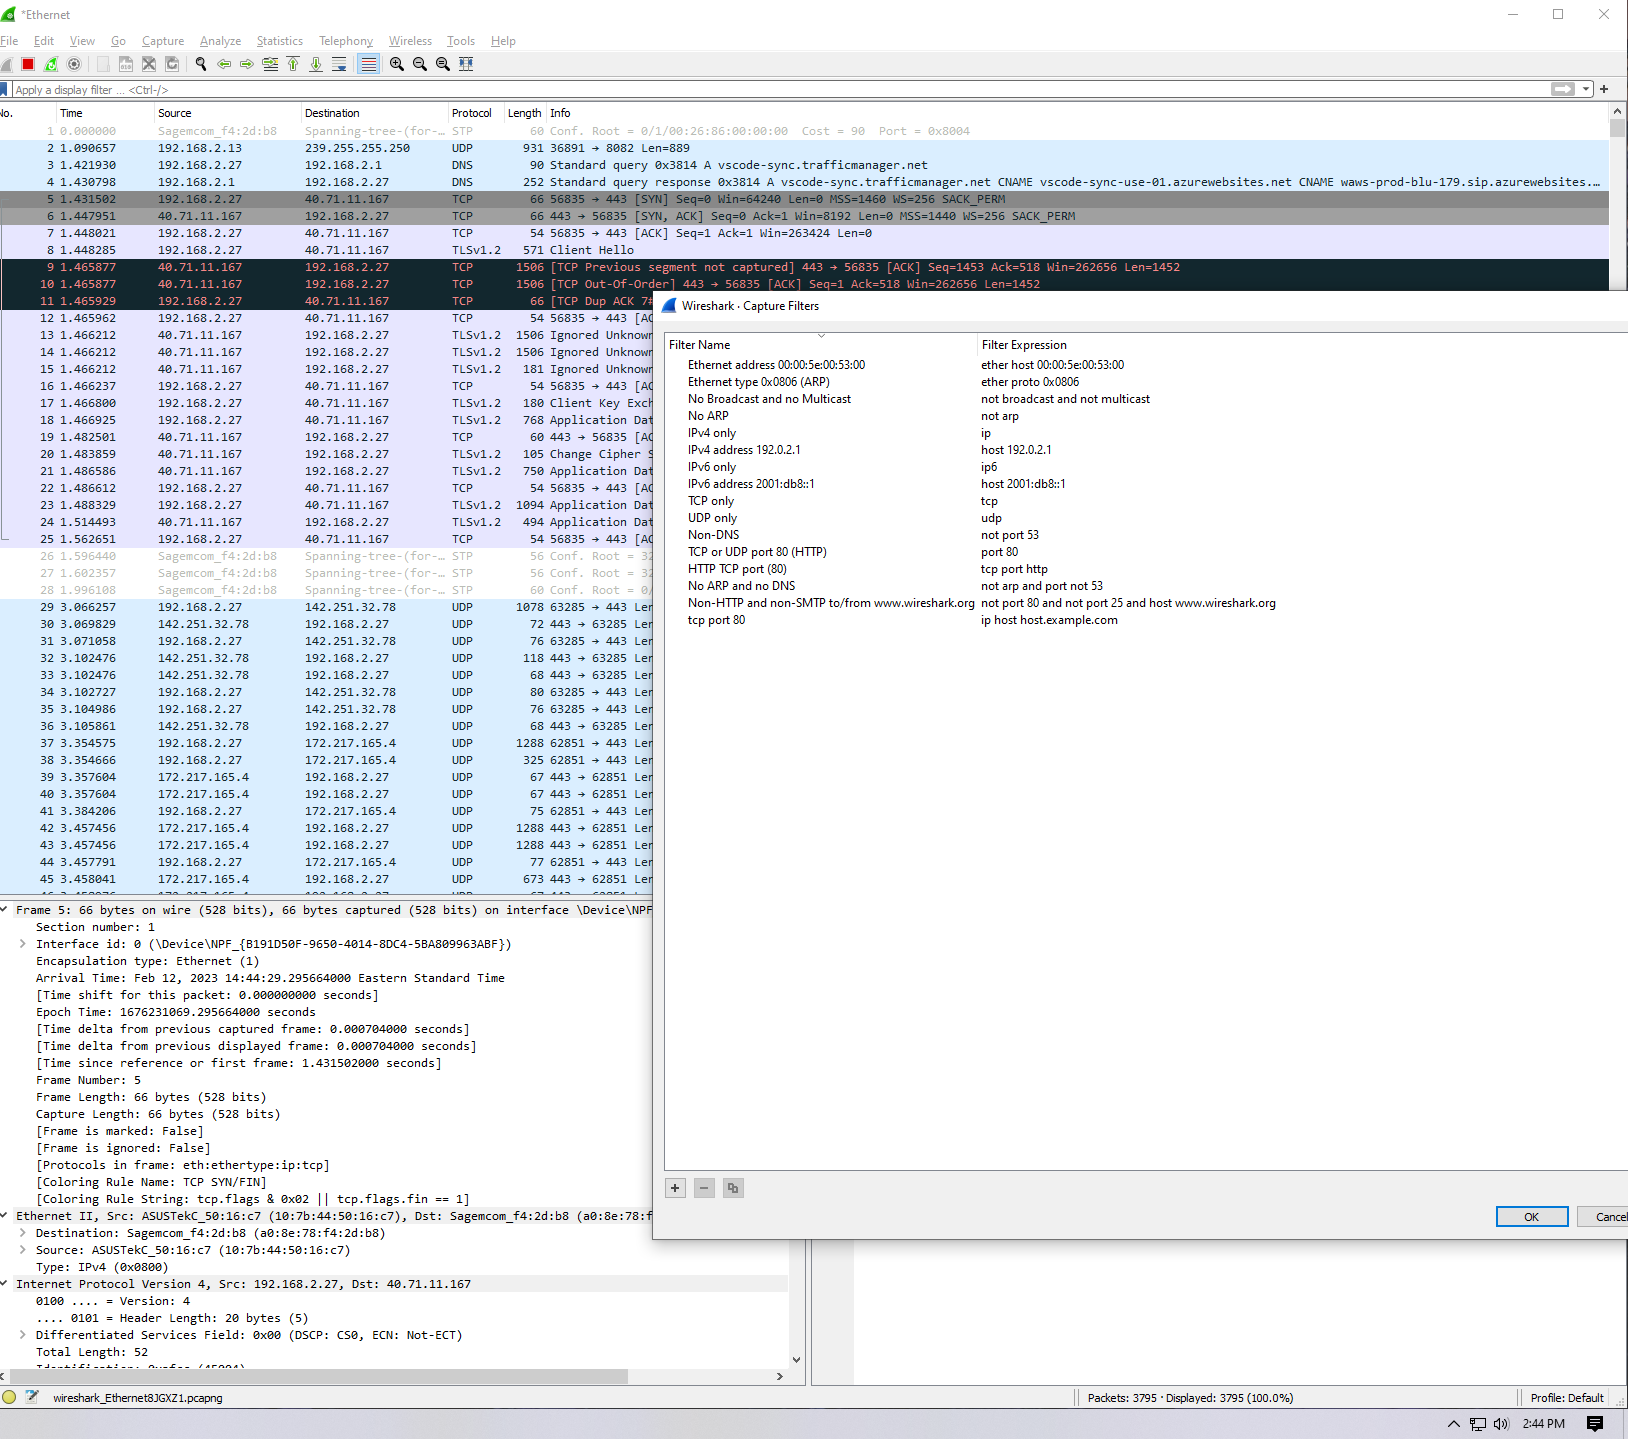 *Ethernet
File Edit View Go Capture Analyze Statistics Telephony Wireless Tools Help
Apply a display filter ... <Ctrl-/>
No. Time Source Destination Protocol Length Info
1 0.000000 Sagemcom_f4:2d:b8 Spanning-tree-(for-… STP 60 Conf. Root = 0/1/00:26:86:00:00:00 Cost = 90 Port = 0x8004
2 1.090657 192.168.2.13 239.255.255.250 UDP 931 36891 → 8082 Len=889
3 1.421930 192.168.2.27 192.168.2.1 DNS 90 Standard query 0x3814 A vscode-sync.trafficmanager.net
4 1.430798 192.168.2.1 192.168.2.27 DNS 252 Standard query response 0x3814 A vscode-sync.trafficmanager.net CNAME vscode-sync-use-01.azurewebsites.net CNAME waws-prod-blu-179.sip.azurewebsites.…
5 1.431502 192.168.2.27 40.71.11.167 TCP 66 56835 → 443 [SYN] Seq=0 Win=64240 Len=0 MSS=1460 WS=256 SACK_PERM
6 1.447951 40.71.11.167 192.168.2.27 TCP 66 443 → 56835 [SYN, ACK] Seq=0 Ack=1 Win=8192 Len=0 MSS=1440 WS=256 SACK_PERM
7 1.448021 192.168.2.27 40.71.11.167 TCP 54 56835 → 443 [ACK] Seq=1 Ack=1 Win=263424 Len=0
8 1.448285 192.168.2.27 40.71.11.167 TLSv1.2 571 Client Hello
9 1.465877 40.71.11.167 192.168.2.27 TCP 1506 [TCP Previous segment not captured] 443 → 56835 [ACK] Seq=1453 Ack=518 Win=262656 Len=1452
10 1.465877 40.71.11.167 192.168.2.27 TCP 1506 [TCP Out-Of-Order] 443 → 56835 [ACK] Seq=1 Ack=518 Win=262656 Len=1452
11 1.465929 192.168.2.27 40.71.11.167 TCP 66 [TCP Dup ACK 7#
12 1.465962 192.168.2.27 40.71.11.167 TCP 54 56835 → 443 [AC
13 1.466212 40.71.11.167 192.168.2.27 TLSv1.2 1506 Ignored Unknown
14 1.466212 40.71.11.167 192.168.2.27 TLSv1.2 1506 Ignored Unknown
15 1.466212 40.71.11.167 192.168.2.27 TLSv1.2 181 Ignored Unknown
16 1.466237 192.168.2.27 40.71.11.167 TCP 54 56835 → 443 [AC
17 1.466800 192.168.2.27 40.71.11.167 TLSv1.2 180 Client Key Exch
18 1.466925 192.168.2.27 40.71.11.167 TLSv1.2 768 Application Dat
19 1.482501 40.71.11.167 192.168.2.27 TCP 60 443 → 56835 [AC
20 1.483859 40.71.11.167 192.168.2.27 TLSv1.2 105 Change Cipher S
21 1.486586 40.71.11.167 192.168.2.27 TLSv1.2 750 Application Dat
22 1.486612 192.168.2.27 40.71.11.167 TCP 54 56835 → 443 [AC
23 1.488329 192.168.2.27 40.71.11.167 TLSv1.2 1094 Application Dat
24 1.514493 40.71.11.167 192.168.2.27 TLSv1.2 494 Application Dat
25 1.562651 192.168.2.27 40.71.11.167 TCP 54 56835 → 443 [AC
26 1.596440 Sagemcom_f4:2d:b8 Spanning-tree-(for-… STP 56 Conf. Root = 32
27 1.602357 Sagemcom_f4:2d:b8 Spanning-tree-(for-… STP 56 Conf. Root = 32
28 1.996108 Sagemcom_f4:2d:b8 Spanning-tree-(for-… STP 60 Conf. Root = 0/
29 3.066257 192.168.2.27 142.251.32.78 UDP 1078 63285 → 443 Ler
30 3.069829 142.251.32.78 192.168.2.27 UDP 72 443 → 63285 Ler
31 3.071058 192.168.2.27 142.251.32.78 UDP 76 63285 → 443 Ler
32 3.102476 142.251.32.78 192.168.2.27 UDP 118 443 → 63285 Ler
33 3.102476 142.251.32.78 192.168.2.27 UDP 68 443 → 63285 Ler
34 3.102727 192.168.2.27 142.251.32.78 UDP 80 63285 → 443 Ler
35 3.104986 192.168.2.27 142.251.32.78 UDP 76 63285 → 443 Ler
36 3.105861 142.251.32.78 192.168.2.27 UDP 68 443 → 63285 Ler
37 3.354575 192.168.2.27 172.217.165.4 UDP 1288 62851 → 443 Ler
38 3.354666 192.168.2.27 172.217.165.4 UDP 325 62851 → 443 Ler
39 3.357604 172.217.165.4 192.168.2.27 UDP 67 443 → 62851 Ler
40 3.357604 172.217.165.4 192.168.2.27 UDP 67 443 → 62851 Ler
41 3.384206 192.168.2.27 172.217.165.4 UDP 75 62851 → 443 Ler
42 3.457456 172.217.165.4 192.168.2.27 UDP 1288 443 → 62851 Ler
43 3.457456 172.217.165.4 192.168.2.27 UDP 1288 443 → 62851 Ler
44 3.457791 192.168.2.27 172.217.165.4 UDP 77 62851 → 443 Ler
45 3.458041 172.217.165.4 192.168.2.27 UDP 673 443 → 62851 Ler
Wireshark · Capture Filters
Filter Name Filter Expression
Ethernet address 00:00:5e:00:53:00 ether host 00:00:5e:00:53:00
Ethernet type 0x0806 (ARP) ether proto 0x0806
No Broadcast and no Multicast not broadcast and not multicast
No ARP not arp
IPv4 only ip
IPv4 address 192.0.2.1 host 192.0.2.1
IPv6 only ip6
IPv6 address 2001:db8::1 host 2001:db8::1
TCP only tcp
UDP only udp
Non-DNS not port 53
TCP or UDP port 80 (HTTP) port 80
HTTP TCP port (80) tcp port http
No ARP and no DNS not arp and port not 53
Non-HTTP and non-SMTP to/from www.wireshark.org not port 80 and not port 25 and host www.wireshark.org
tcp port 80 ip host host.example.com
OK Cancel
Frame 5: 66 bytes on wire (528 bits), 66 bytes captured (528 bits) on interface \Device\NPF
Section number: 1
Interface id: 0 (\Device\NPF_{B191D50F-9650-4014-8DC4-5BA809963ABF})
Encapsulation type: Ethernet (1)
Arrival Time: Feb 12, 2023 14:44:29.295664000 Eastern Standard Time
[Time shift for this packet: 0.000000000 seconds]
Epoch Time: 1676231069.295664000 seconds
[Time delta from previous captured frame: 0.000704000 seconds]
[Time delta from previous displayed frame: 0.000704000 seconds]
[Time since reference or first frame: 1.431502000 seconds]
Frame Number: 5
Frame Length: 66 bytes (528 bits)
Capture Length: 66 bytes (528 bits)
[Frame is marked: False]
[Frame is ignored: False]
[Protocols in frame: eth:ethertype:ip:tcp]
[Coloring Rule Name: TCP SYN/FIN]
[Coloring Rule String: tcp.flags & 0x02 || tcp.flags.fin == 1]
Ethernet II, Src: ASUSTekC_50:16:c7 (10:7b:44:50:16:c7), Dst: Sagemcom_f4:2d:b8 (a0:8e:78:f
Destination: Sagemcom_f4:2d:b8 (a0:8e:78:f4:2d:b8)
Source: ASUSTekC_50:16:c7 (10:7b:44:50:16:c7)
Type: IPv4 (0x0800)
Internet Protocol Version 4, Src: 192.168.2.27, Dst: 40.71.11.167
0100 .... = Version: 4
.... 0101 = Header Length: 20 bytes (5)
Differentiated Services Field: 0x00 (DSCP: CS0, ECN: Not-ECT)
Total Length: 52
wireshark_Ethernet8JGXZ1.pcapng Packets: 3795 · Displayed: 3795 (100.0%) Profile: Default
2:44 PM